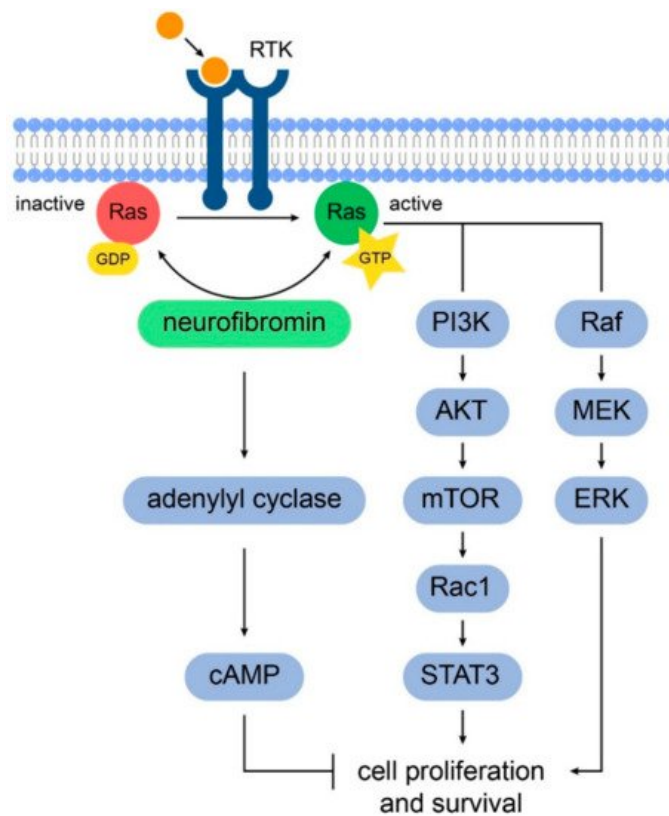 RTK
inactive
Ras
Ras
active
GDP
GTP
neurofibromin
PI3K
Raf
AKT
MEK
adenylyl cyclase
mTOR
ERK
Rac1
cAMP
STAT3
cell proliferation
and survival